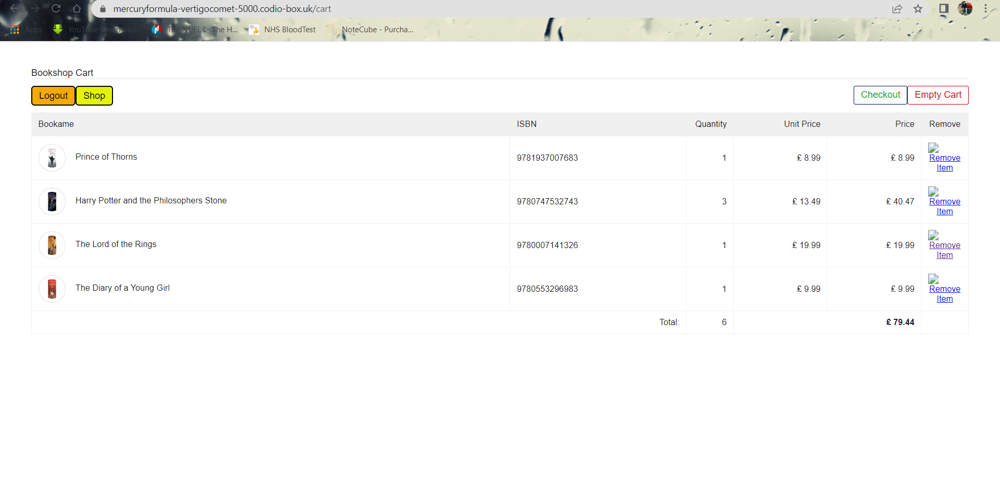 mercuryformula-vertigocomet-5000.codio-box.uk/cart
Apps YouTube Download... The NUEL ▷ The H... NHS BloodTest NoteCube - Purcha...
Bookshop Cart
Logout Shop Checkout Empty Cart
Bookame ISBN Quantity Unit Price Price Remove
Prince of Thorns 9781937007683 1 £ 8.99 £ 8.99 Remove
Item
Harry Potter and the Philosophers Stone 9780747532743 3 £ 13.49 £ 40.47 Remove
Item
The Lord of the Rings 9780007141326 1 £ 19.99 £ 19.99 Remove
Item
The Diary of a Young Girl 9780553296983 1 £ 9.99 £ 9.99 Remove
Item
Total: 6 £ 79.44